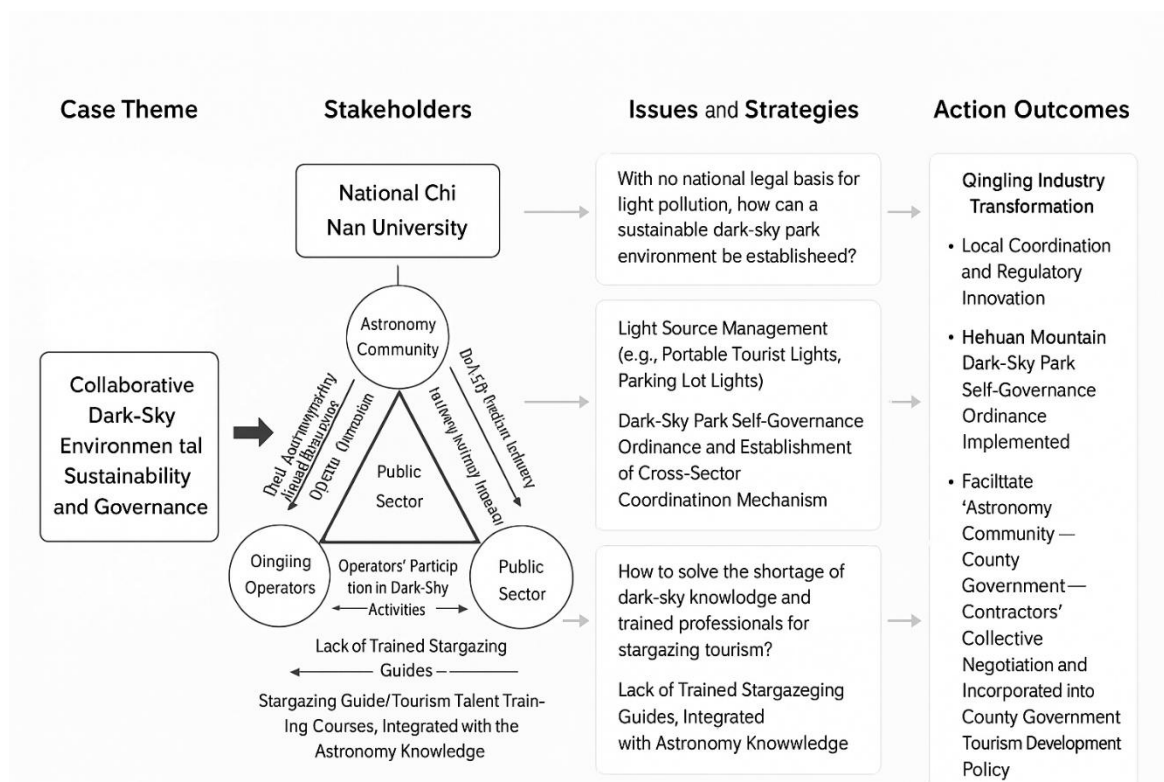 Case Theme
Stakeholders
Issues and Strategies
Action Outcomes
Collaborative
Dark-Sky
Environmen tal
Sustainability
and Governance
National Chi
Nan University
Astronomy
Community
Public
Sector
Oingiing
Operators
Operators' Particip
tion in Dark-Shy
Activities
Public
Sector
Lack of Trained Stargazing
Guides
Stargazing Guide/Tourism Talent Train-
ing Courses, Integrated with the
Astronomy Knowledge
With no national legal basis for
light pollution, how can a
sustainable dark-sky park
environment be establisheed?
Light Source Management
(e.g., Portable Tourist Lights,
Parking Lot Lights)
Dark-Sky Park Self-Governance
Ordinance and Establishment
of Cross-Sector
Coordinatinon Mechanism
How to solve the shortage of
dark-sky knowlodge and
trained professionals for
stargazing tourism?
Lack of Trained Stargazeging
Guides, Integrated
with Astronomy Knowwledge
Qingling Industry
Transformation
• Local Coordination
and Regulatory
Innovation
• Hehuan Mountain
Dark-Sky Park
Self-Governance
Ordinance
Implemented
• Facilttate
'Astronomy
Community —
County
Government—
Contractors'
Collective
Negotiation and
Incorporated into
County Government
Tourism Development
Policy